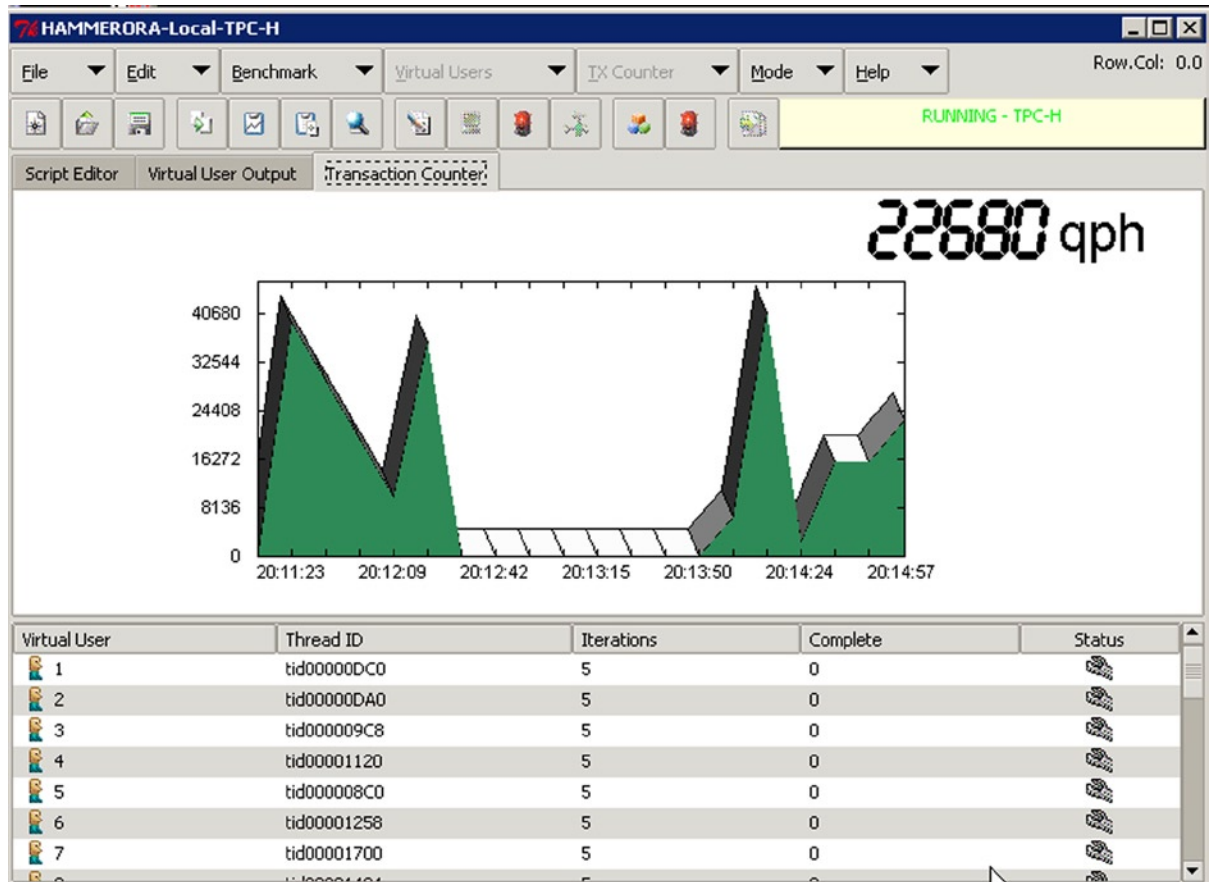 HAMMERORA-Local-TPC-H
File Edit Benchmark Virtual Users TX Counter Mode Help Row.Col: 0.0
RUNNING - TPC-H
Script Editor Virtual User Output Transaction Counter
22680 qph
40680
32544
24408
16272
8136
0
20:11:23 20:12:09 20:12:42 20:13:15 20:13:50 20:14:24 20:14:57
Virtual User Thread ID Iterations Complete Status
1 tid00000DC0 5 0
2 tid00000DA0 5 0
3 tid000009C8 5 0
4 tid00001120 5 0
5 tid000008C0 5 0
6 tid00001258 5 0
7 tid00001700 5 0